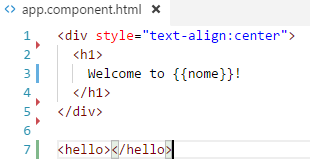 app.component.html
1 <div style="text-align:center">
2 <h1>
3 Welcome to {{nome}}!
4 </h1>
5 </div>
6
7 <hello></hello>